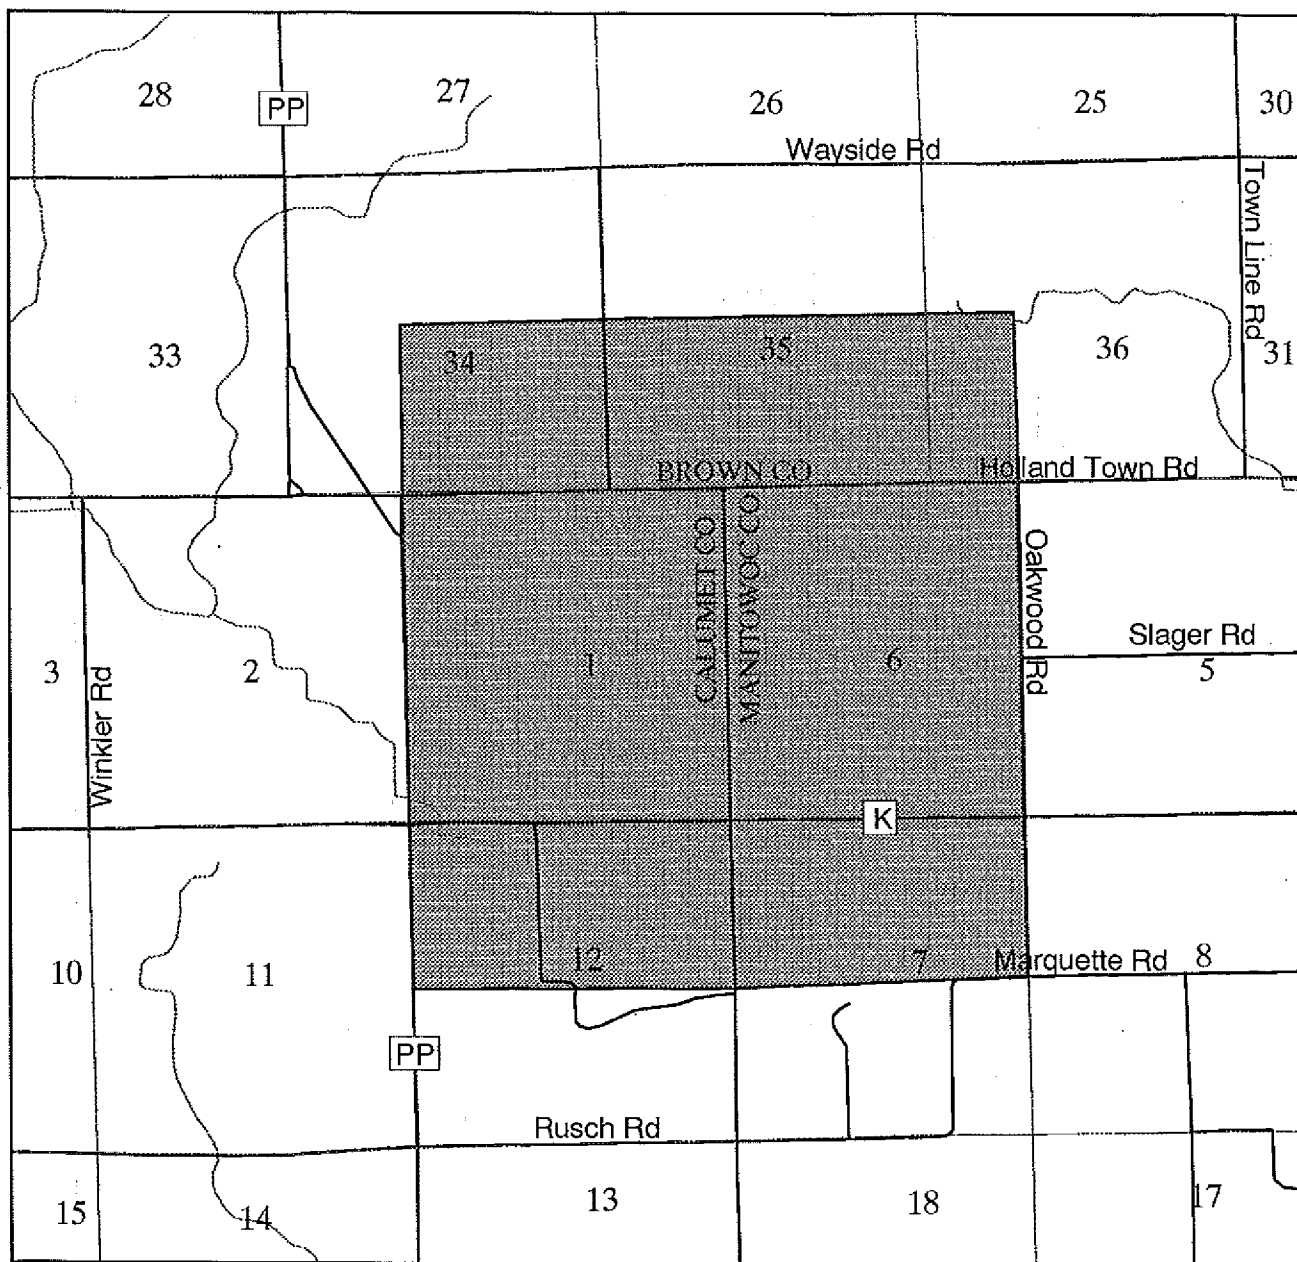 28
PP
27
26
25
30
Wayside Rd
Town Line Rd
33
34
35
36
31
BROWN CO
Holland Town Rd
CALUMET CO
MANITOWOC CO
Oakwood Rd
Slager Rd
3
Winkler Rd
2
1
6
5
K
10
11
12
7
Marquette Rd
8
PP
Rusch Rd
15
14
13
18
17